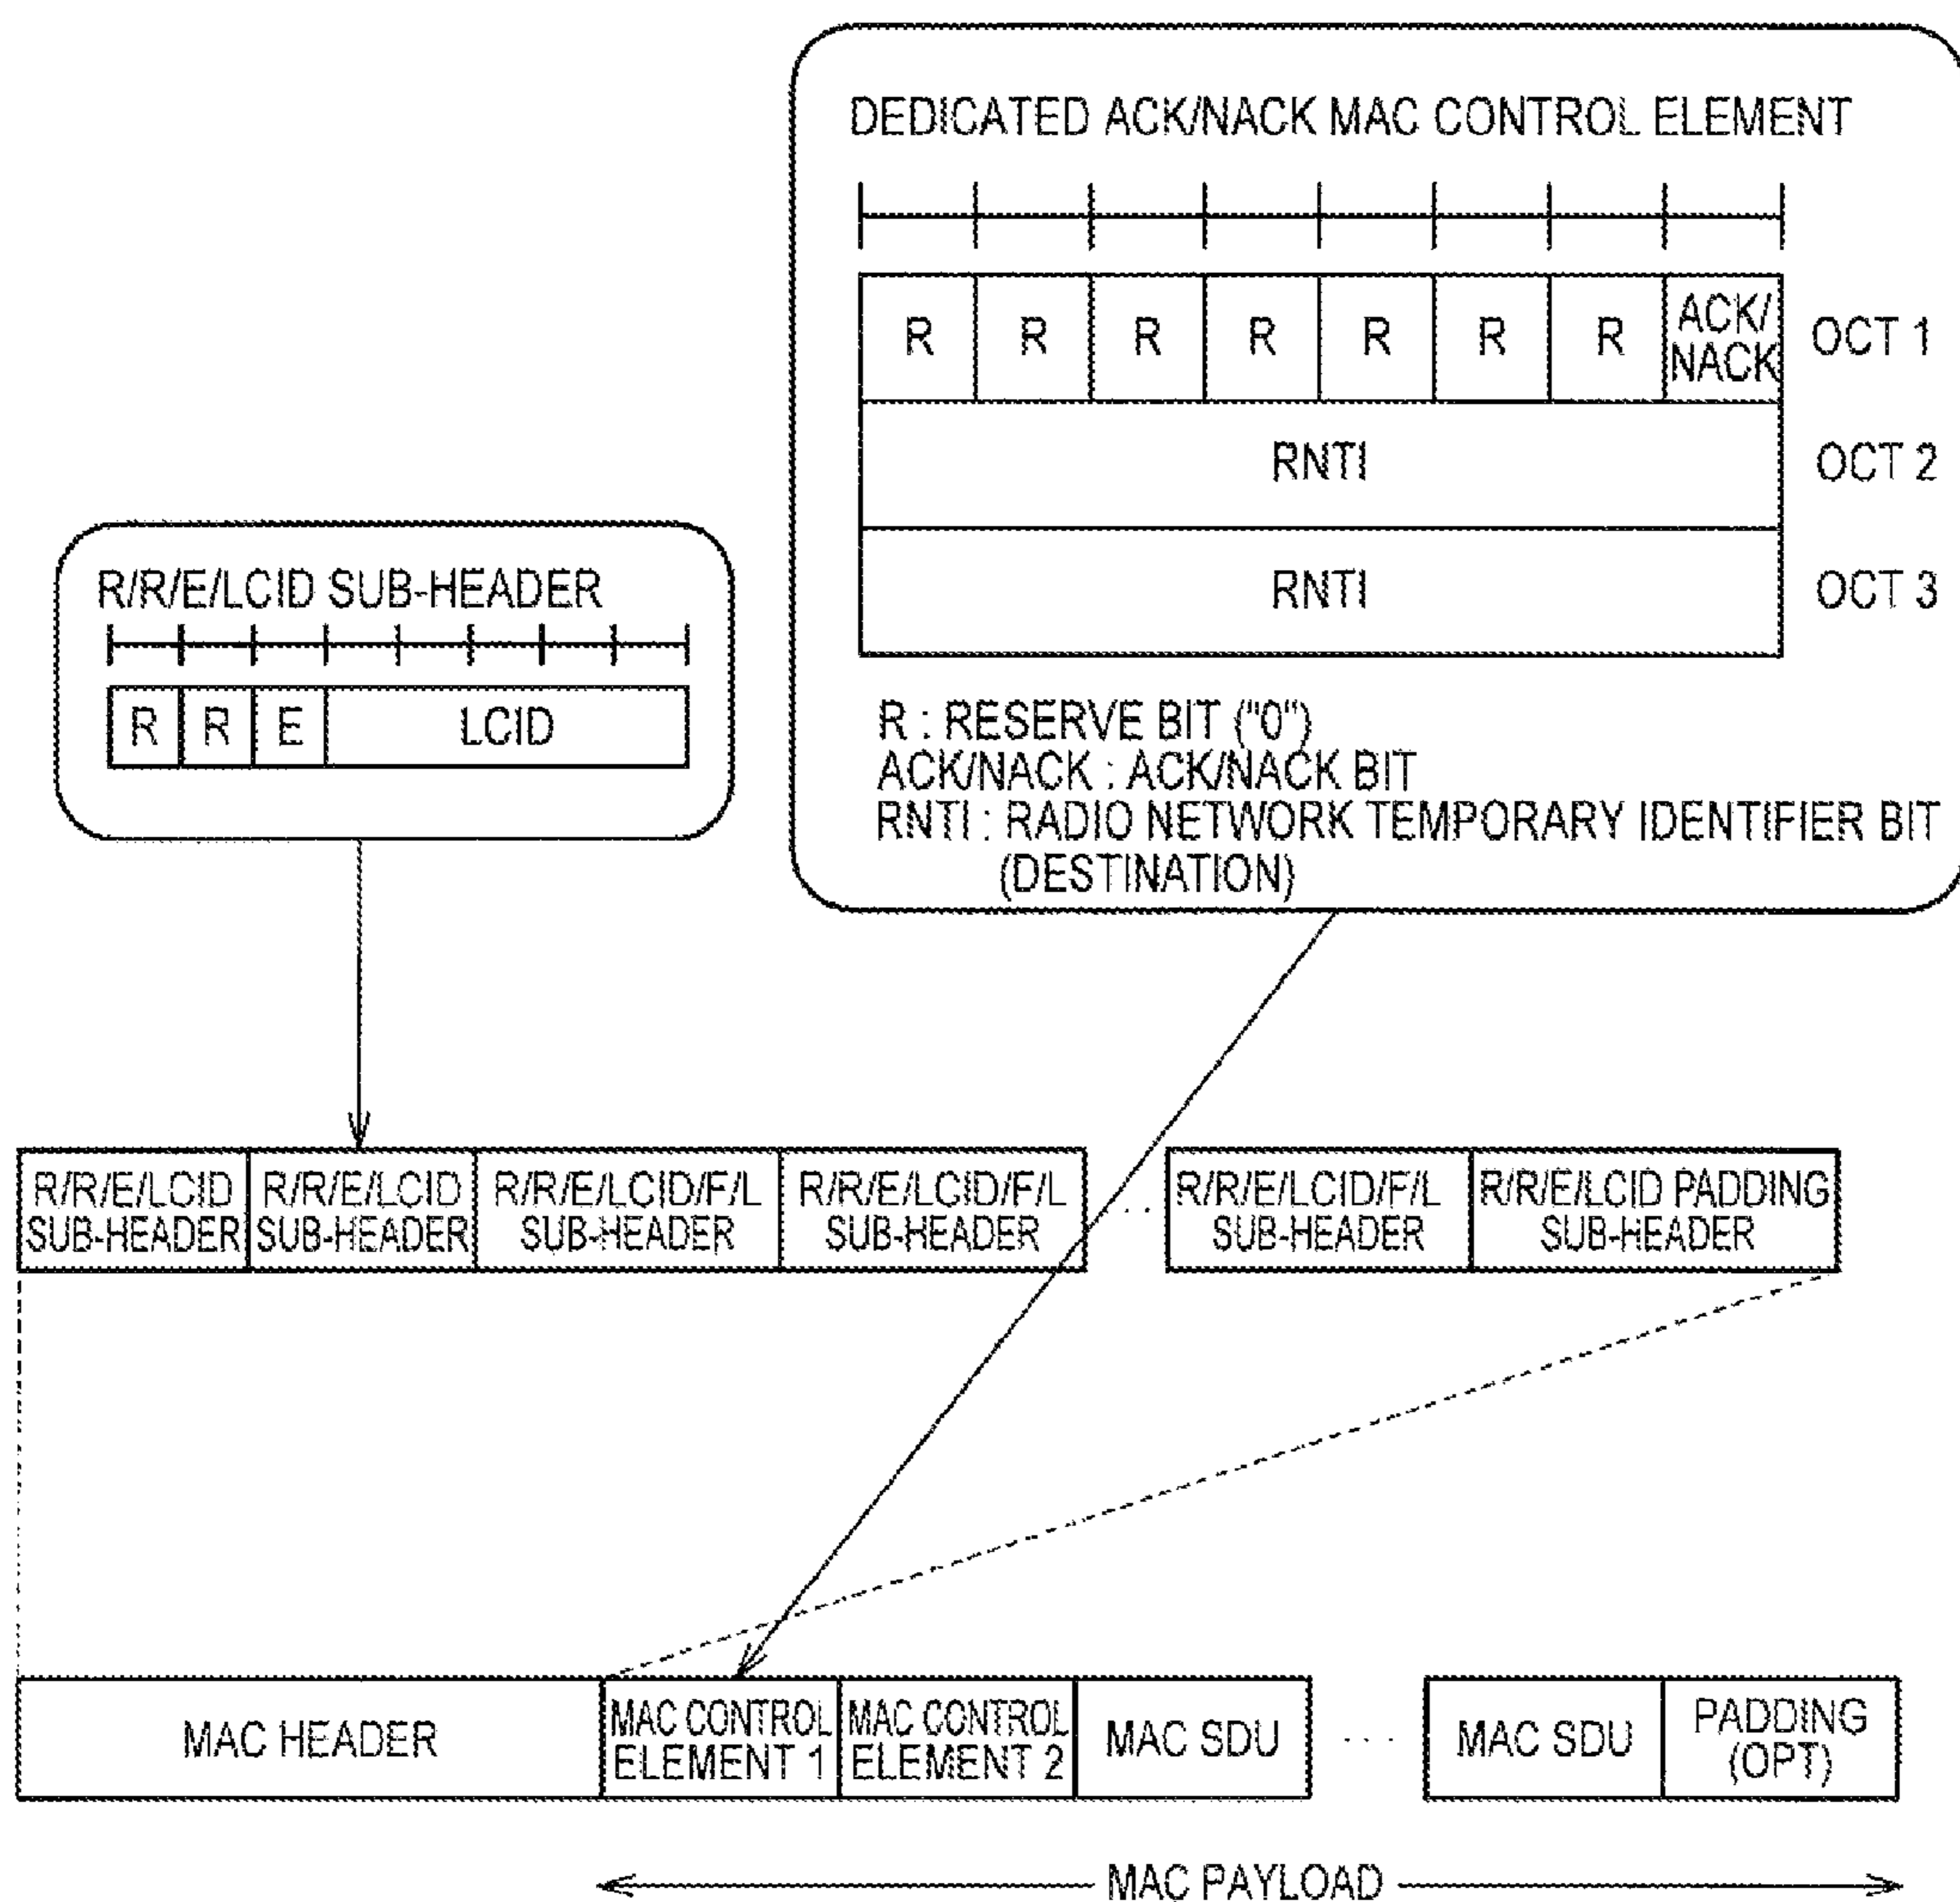 DEDICATED ACK/NACK MAC CONTROL ELEMENT
R R R R R R R ACK/NACK OCT 1
RNTI OCT 2
RNTI OCT 3
R : RESERVE BIT ("0")
ACK/NACK : ACK/NACK BIT
RNTI : RADIO NETWORK TEMPORARY IDENTIFIER BIT
(DESTINATION)
R/R/E/LCID SUB-HEADER
R R E LCID
R/R/E/LCID
SUB-HEADER
R/R/E/LCID
SUB-HEADER
R/R/E/LCID/F/L
SUB-HEADER
R/R/E/LCID/F/L
SUB-HEADER
...
R/R/E/LCID/F/L
SUB-HEADER
R/R/E/LCID PADDING
SUB-HEADER
MAC HEADER
MAC CONTROL
ELEMENT 1
MAC CONTROL
ELEMENT 2
MAC SDU
...
MAC SDU
PADDING
(OPT)
MAC PAYLOAD